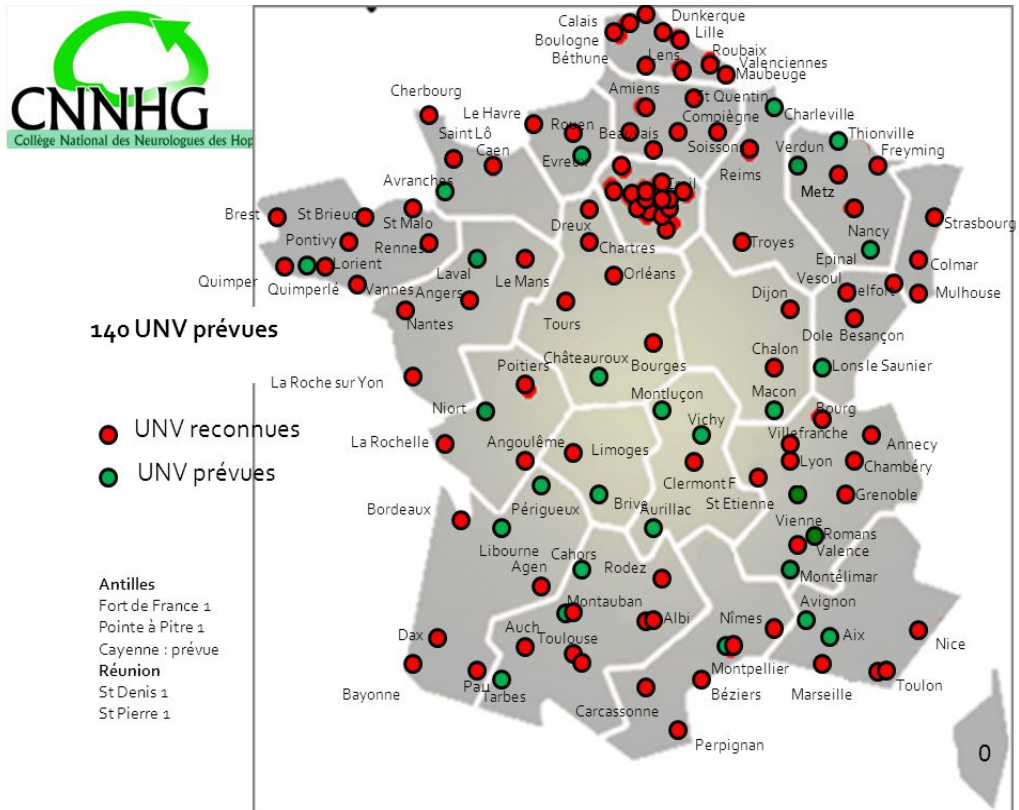 CNNHG
Collège National des Neurologues des Hop
140 UNV prévues
UNV reconnues
UNV prévues
Antilles
Fort de France 1
Pointe à Pitre 1
Cayenne : prévue
Réunion
St Denis 1
St Pierre 1
Dunkerque
Calais
Lille
Boulogne
Roubaix
Béthune
Lens
Valenciennes
Maubeuge
Amiens
St Quentin
Cherbourg
Le Havre
Rouen
Beauvais
Compiègne
Charleville
Saint Lô
Caen
Evreux
Soissons
Verdun
Thionville
Freyming
Reims
Metz
Avranches
Brest
St Brieuc
St Malo
Dreux
Strasbourg
Pontivy
Rennes
Chartres
Troyes
Nancy
Epinal
Colmar
Quimper
Quimperlé
Lorient
Vannes
Laval
Le Mans
Orléans
Vesoul
Belfort
Mulhouse
Angers
Nantes
Tours
Dijon
Dole
Besançon
Châteauroux
Bourges
Chalon
Lons le Saunier
La Roche sur Yon
Poitiers
Niort
Montluçon
Macon
Bourg
Vichy
Villefranche
Annecy
La Rochelle
Angoulême
Limoges
Clermont F
Lyon
Chambéry
St Etienne
Grenoble
Bordeaux
Périgueux
Brive
Aurillac
Vienne
Romans
Valence
Libourne
Cahors
Agen
Rodez
Montélimar
Montauban
Albi
Avignon
Nîmes
Aix
Nice
Dax
Auch
Toulouse
Montpellier
Bayonne
Pau
Tarbes
Carcassonne
Béziers
Marseille
Toulon
Perpignan
0